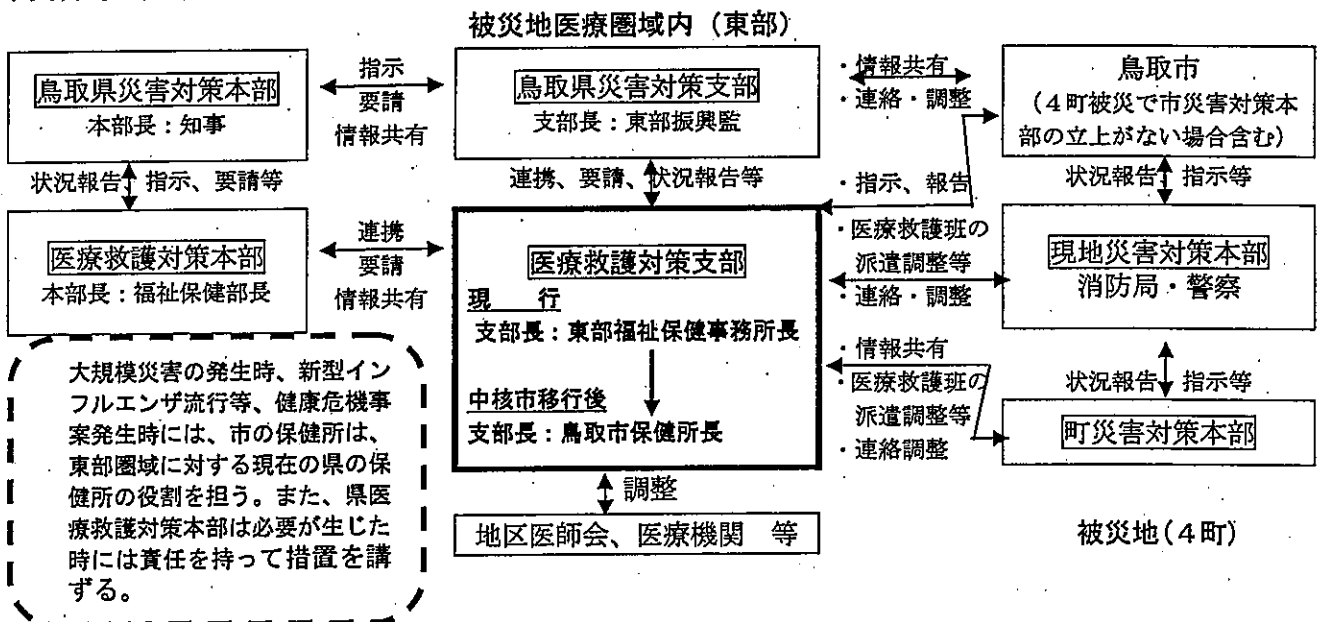 被災地医療圏域内（東部）
鳥取県災害対策本部
本部長：知事
指示
要請
情報共有
鳥取県災害対策支部
支部長：東部振興監
・情報共有
・連絡・調整
鳥取市
（４町被災で市災害対策本
部の立上がない場合含む）
状況報告、指示、要請等
連携、要請、状況報告等
・指示、報告
状況報告、指示等
医療救護対策本部
本部長：福祉保健部長
連携
要請
情報共有
医療救護対策支部
現　行
支部長：東部福祉保健事務所長
中核市移行後
支部長：鳥取市保健所長
・医療救護班の
派遣調整等
・連絡・調整
現地災害対策本部
消防局・警察
・情報共有
・医療救護班の
派遣調整等
・連絡調整
状況報告、指示等
町災害対策本部
大規模災害の発生時、新型イン
フルエンザ流行等、健康危機事
案発生時には、市の保健所は、
東部圏域に対する現在の県の保
健所の役割を担う。また、県医
療救護対策本部は必要が生じた
時には責任を持って措置を講
ずる。
調整
地区医師会、医療機関　等
被災地（４町）